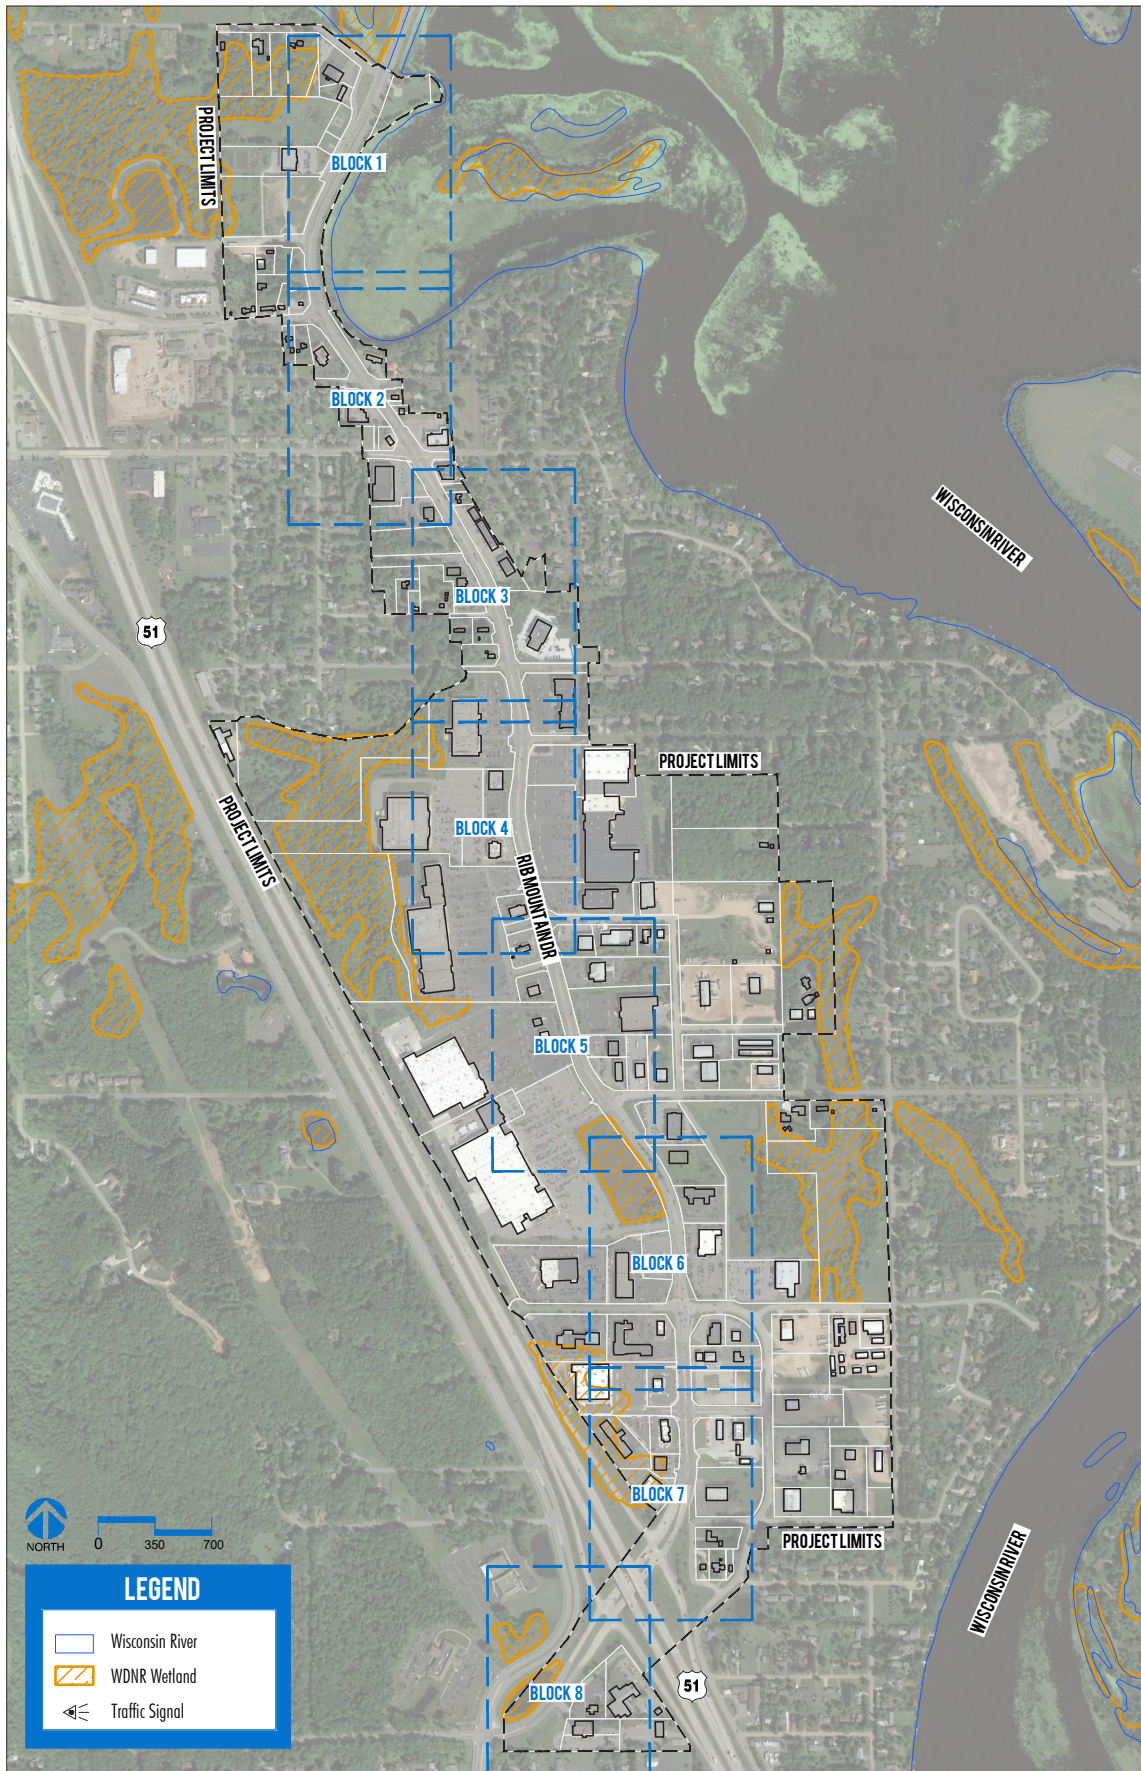 PROJECT LIMITS
BLOCK 1
BLOCK 2
WISCONSIN RIVER
BLOCK 3
51
PROJECT LIMITS
PROJECT LIMITS
BLOCK 4
RIB MOUNTAIN DR
BLOCK 5
BLOCK 6
BLOCK 7
NORTH
0 350 700
PROJECT LIMITS
WISCONSIN RIVER
LEGEND
Wisconsin River
WDNR Wetland
Traffic Signal
BLOCK 8
51